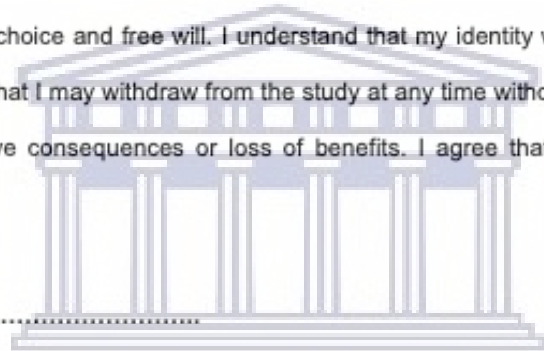 choice and free will. I understand that my identity
hat I may withdraw from the study at any time witho
ve consequences or loss of benefits. I agree that
....................................